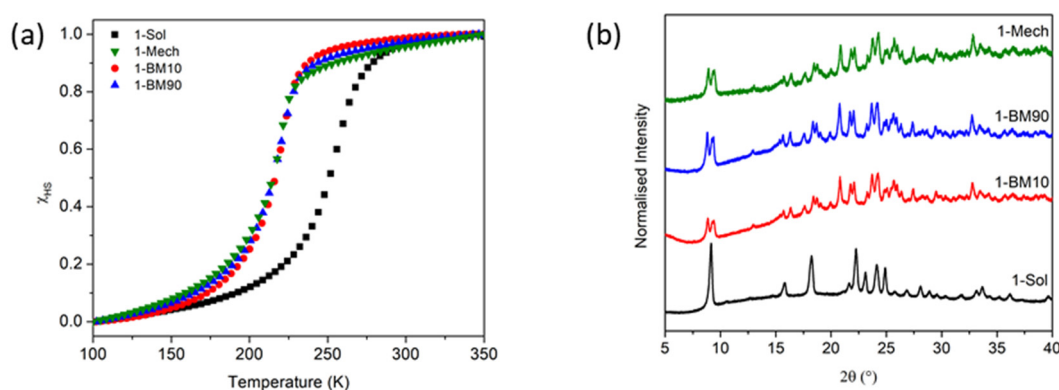 (a)
1-Sol
1-Mech
1-BM10
1-BM90
χHS
1.0
0.8
0.6
0.4
0.2
0.0
100 150 200 250 300 350
Temperature (K)
(b)
1-Mech
1-BM90
1-BM10
1-Sol
Normalised Intensity
5 10 15 20 25 30 35 40
2θ (°)